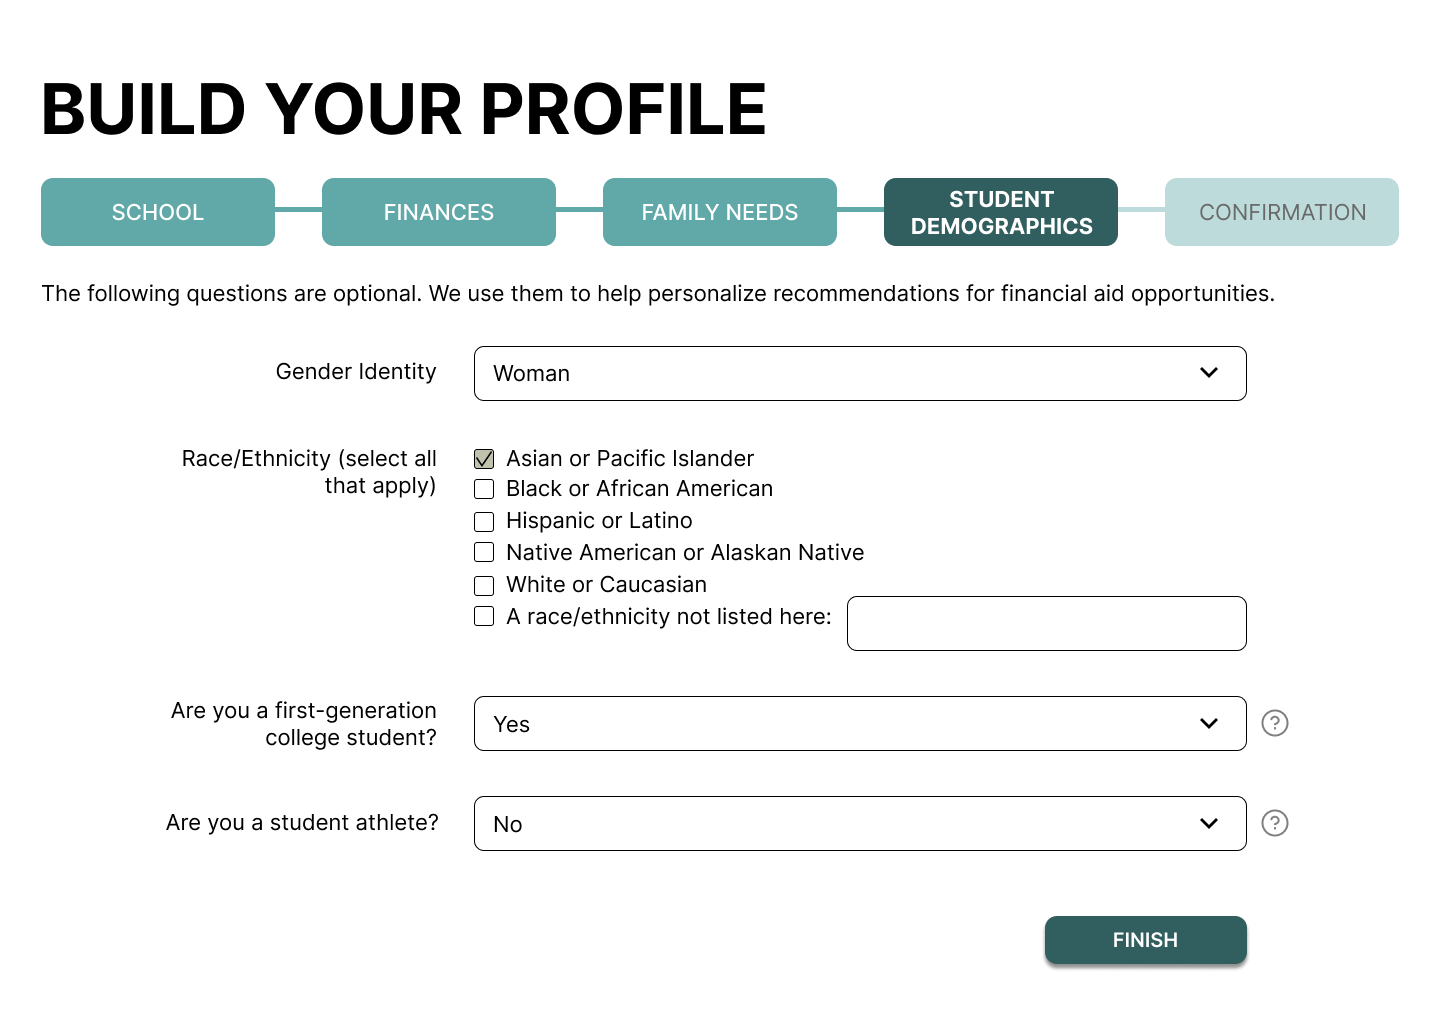 BUILD YOUR PROFILE
SCHOOL
FINANCES
FAMILY NEEDS
STUDENT
DEMOGRAPHICS
CONFIRMATION
The following questions are optional. We use them to help personalize recommendations for financial aid opportunities.
Gender Identity
Woman
Race/Ethnicity (select all
that apply)
Asian or Pacific Islander
Black or African American
Hispanic or Latino
Native American or Alaskan Native
White or Caucasian
A race/ethnicity not listed here:
Are you a first-generation
college student?
Yes
?
Are you a student athlete?
No
?
FINISH